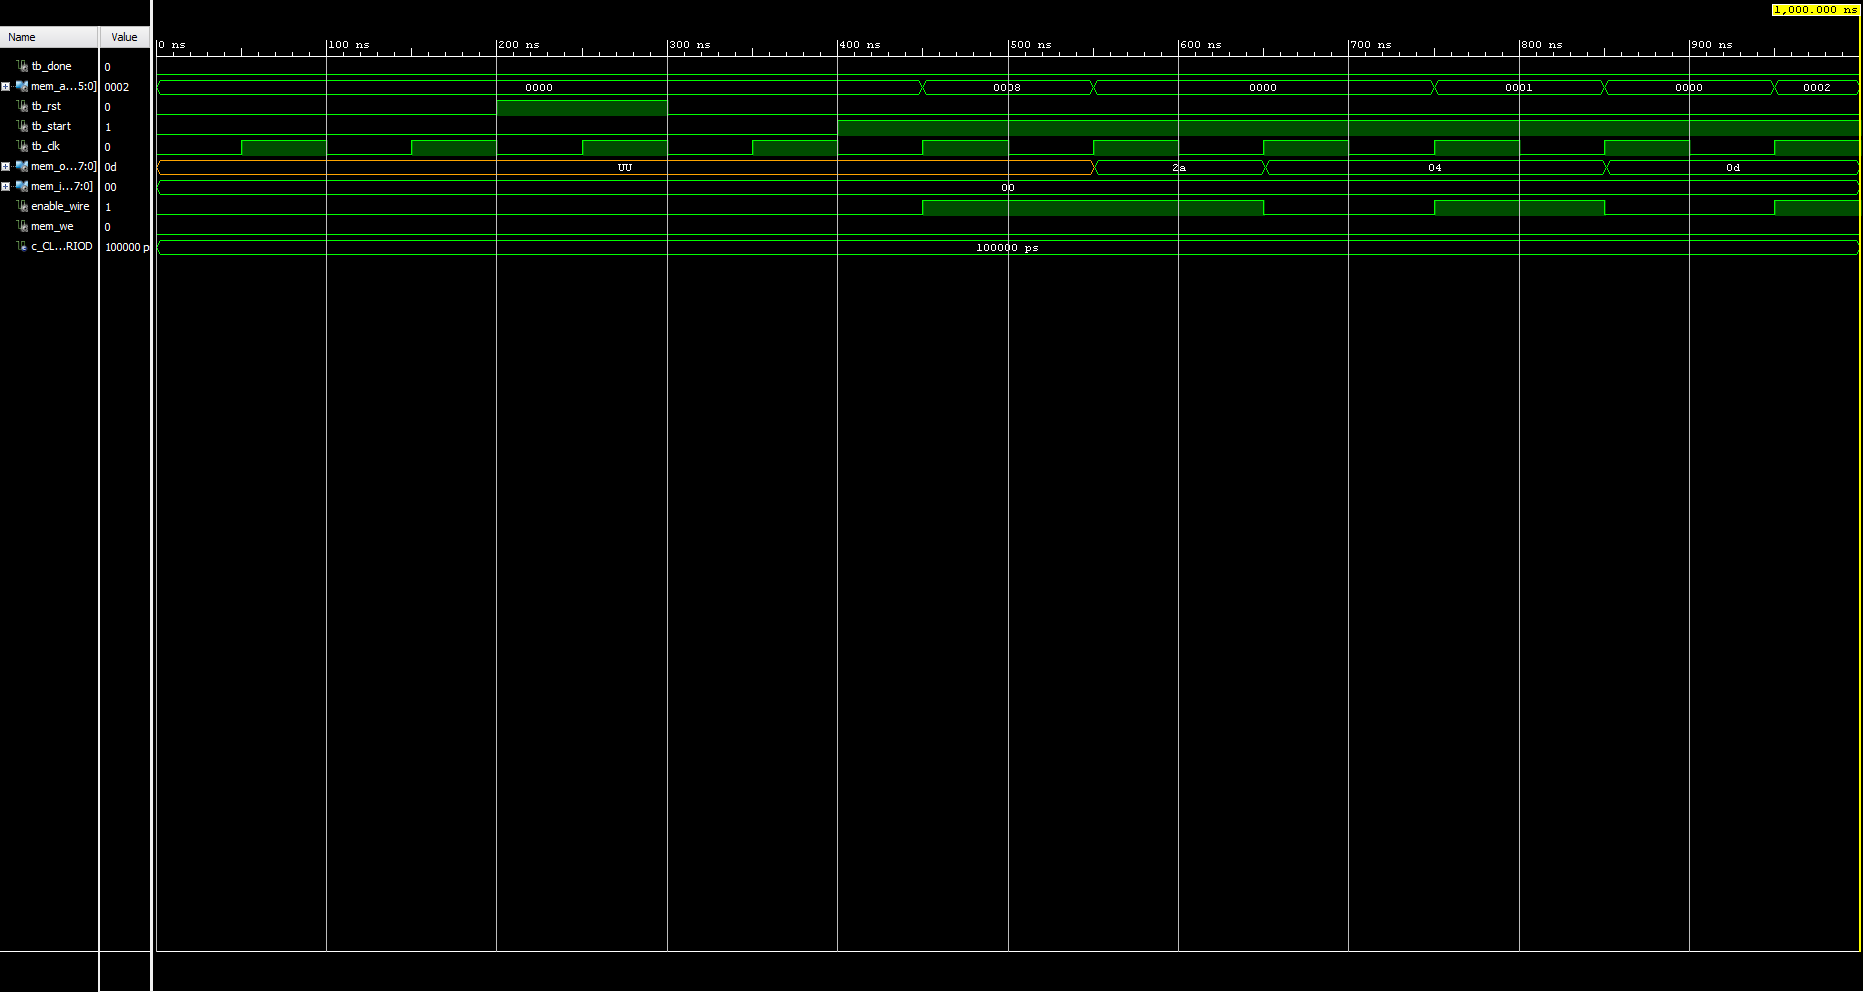 1,000.000 ns
Name Value
0 ns 100 ns 200 ns 300 ns 400 ns 500 ns 600 ns 700 ns 800 ns 900 ns
tb_done 0
mem_a...5:0] 0002 0000 0008 0000 0001 0000 0002
tb_rst 0
tb_start 1
tb_clk 0
mem_o...7:0] 0d UU 2a 04 0d
mem_i...7:0] 00 00
enable_wire 1
mem_we 0
c_CL...RIOD 100000 p 100000 ps